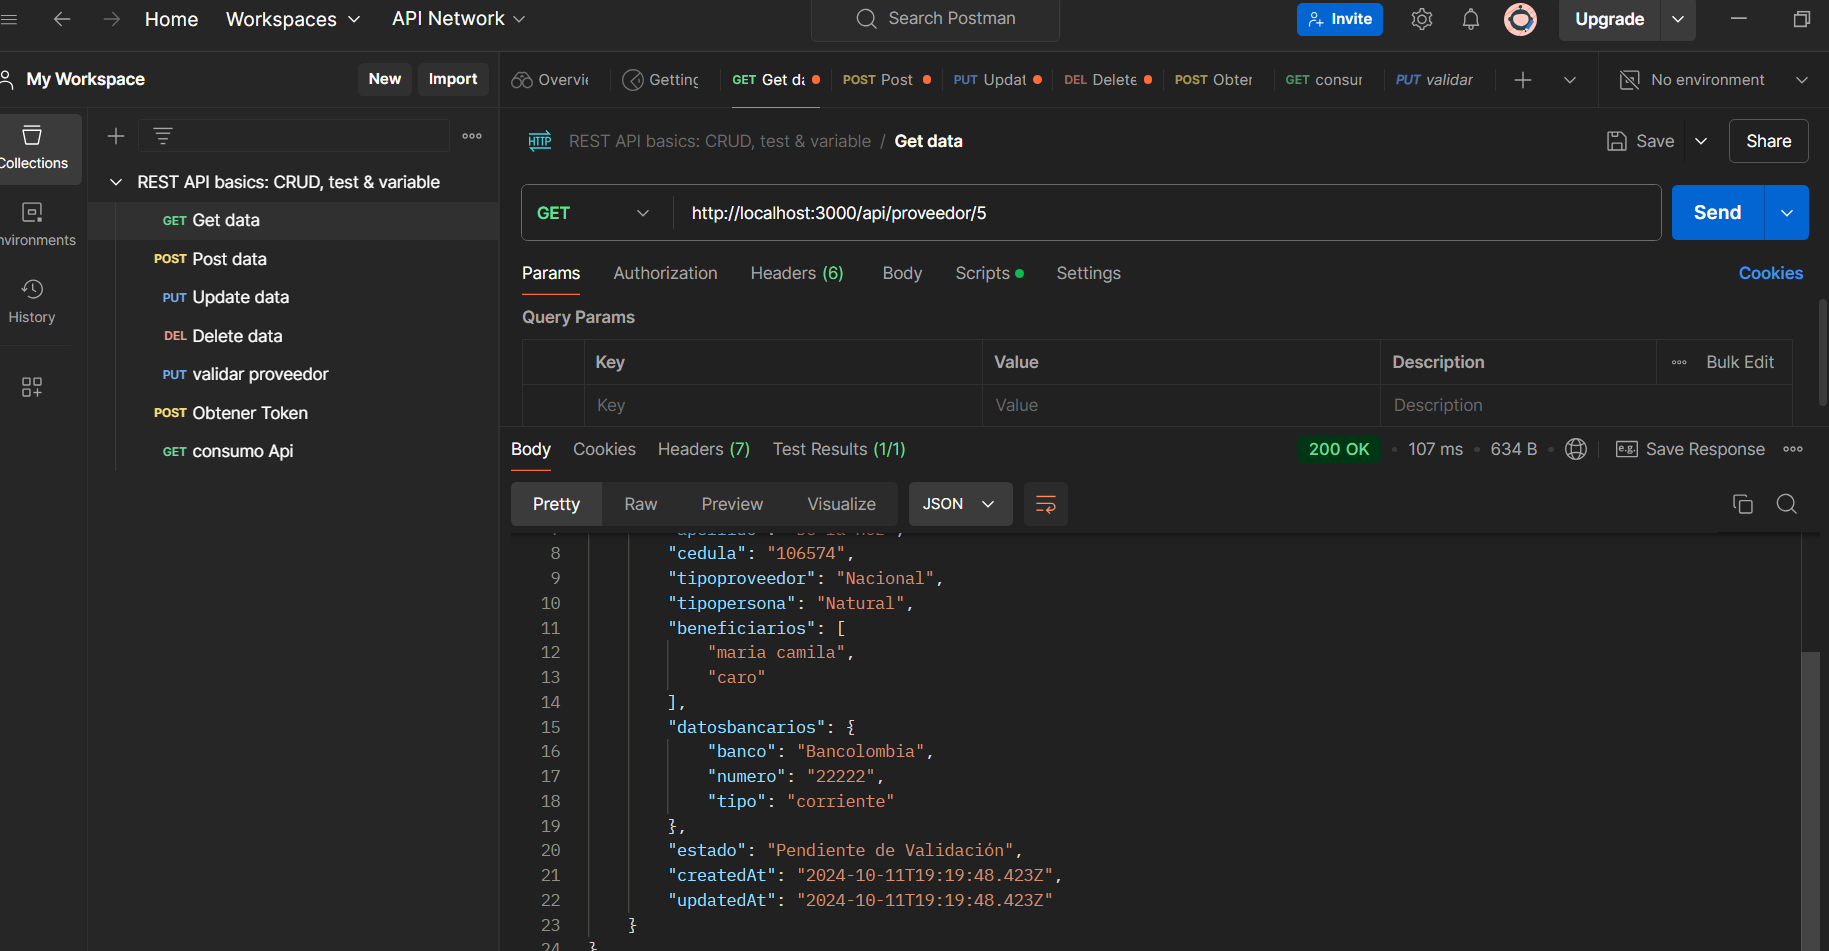 Home Workspaces API Network Search Postman Invite Upgrade
My Workspace New Import GET POST Post PUT DEL POST GET PUT validar No environment
Collections
REST API basics: CRUD, test & variable / Get data Save Share
REST API basics: CRUD, test & variable
GET Get data
POST Post data
PUT Update data
DEL Delete data
PUT validar proveedor
POST Obtener Token
GET consumo Api
History
GET http://localhost:3000/api/proveedor/5 Send
Params Authorization Headers (6) Body Scripts Settings Cookies
Query Params
Key Value Description Bulk Edit
Key Value Description
Body Cookies Headers (7) Test Results (1/1) 200 OK 107 ms 634 B e.g. Save Response
Pretty Raw Preview Visualize JSON
8 "cedula": "106574",
9 "tipoproveedor": "Nacional",
10 "tipopersona": "Natural",
11 "beneficiarios": [
12 "maria camila",
13 "caro"
14 ],
15 "datosbancarios": {
16 "banco": "Bancolombia",
17 "numero": "22222",
18 "tipo": "corriente"
19 },
20 "estado": "Pendiente de Validación",
21 "createdAt": "2024-10-11T19:19:48.423Z",
22 "updatedAt": "2024-10-11T19:19:48.423Z"
23 }
24 }